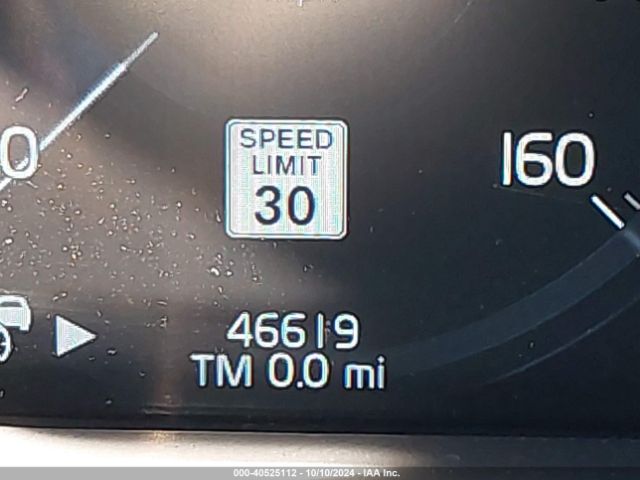 SPEED
LIMIT
30
0
160
46619
TM 0.0 mi
000-40525112 - 10/10/2024 - IAA Inc.